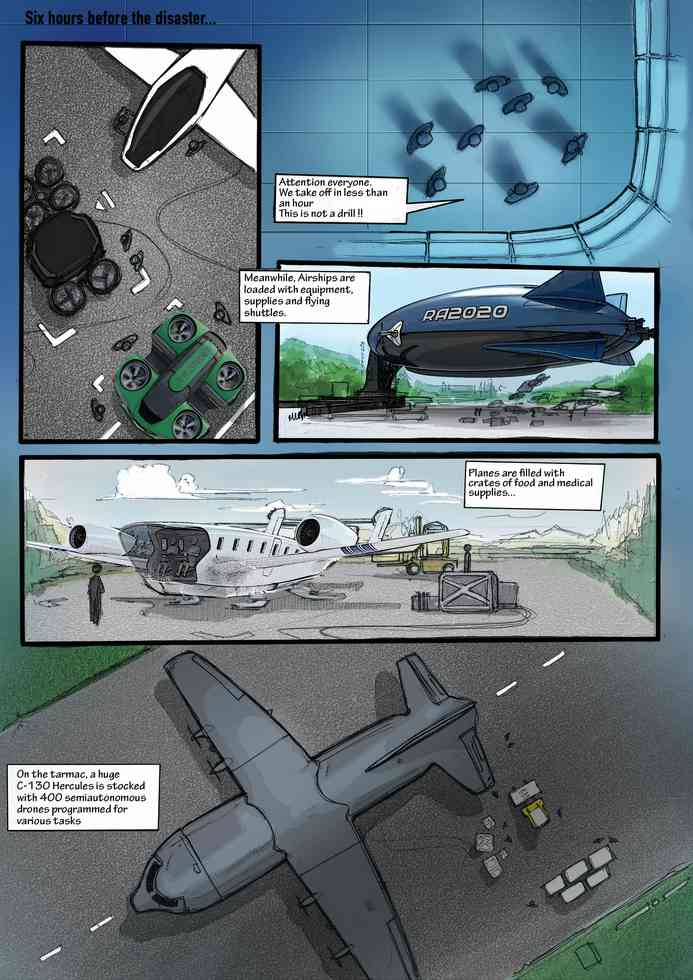 Six hours before the disaster...
Attention everyone.
We take off in less than
an hour
This is not a drill !!
Meanwhile, Airships are
loaded with equipment,
supplies and flying
shuttles.
RA2020
Planes are filled with
crates of food and medical
supplies...
On the tarmac, a huge
C-130 Hercules is stocked
with 400 semiautonomous
drones programmed for
various tasks